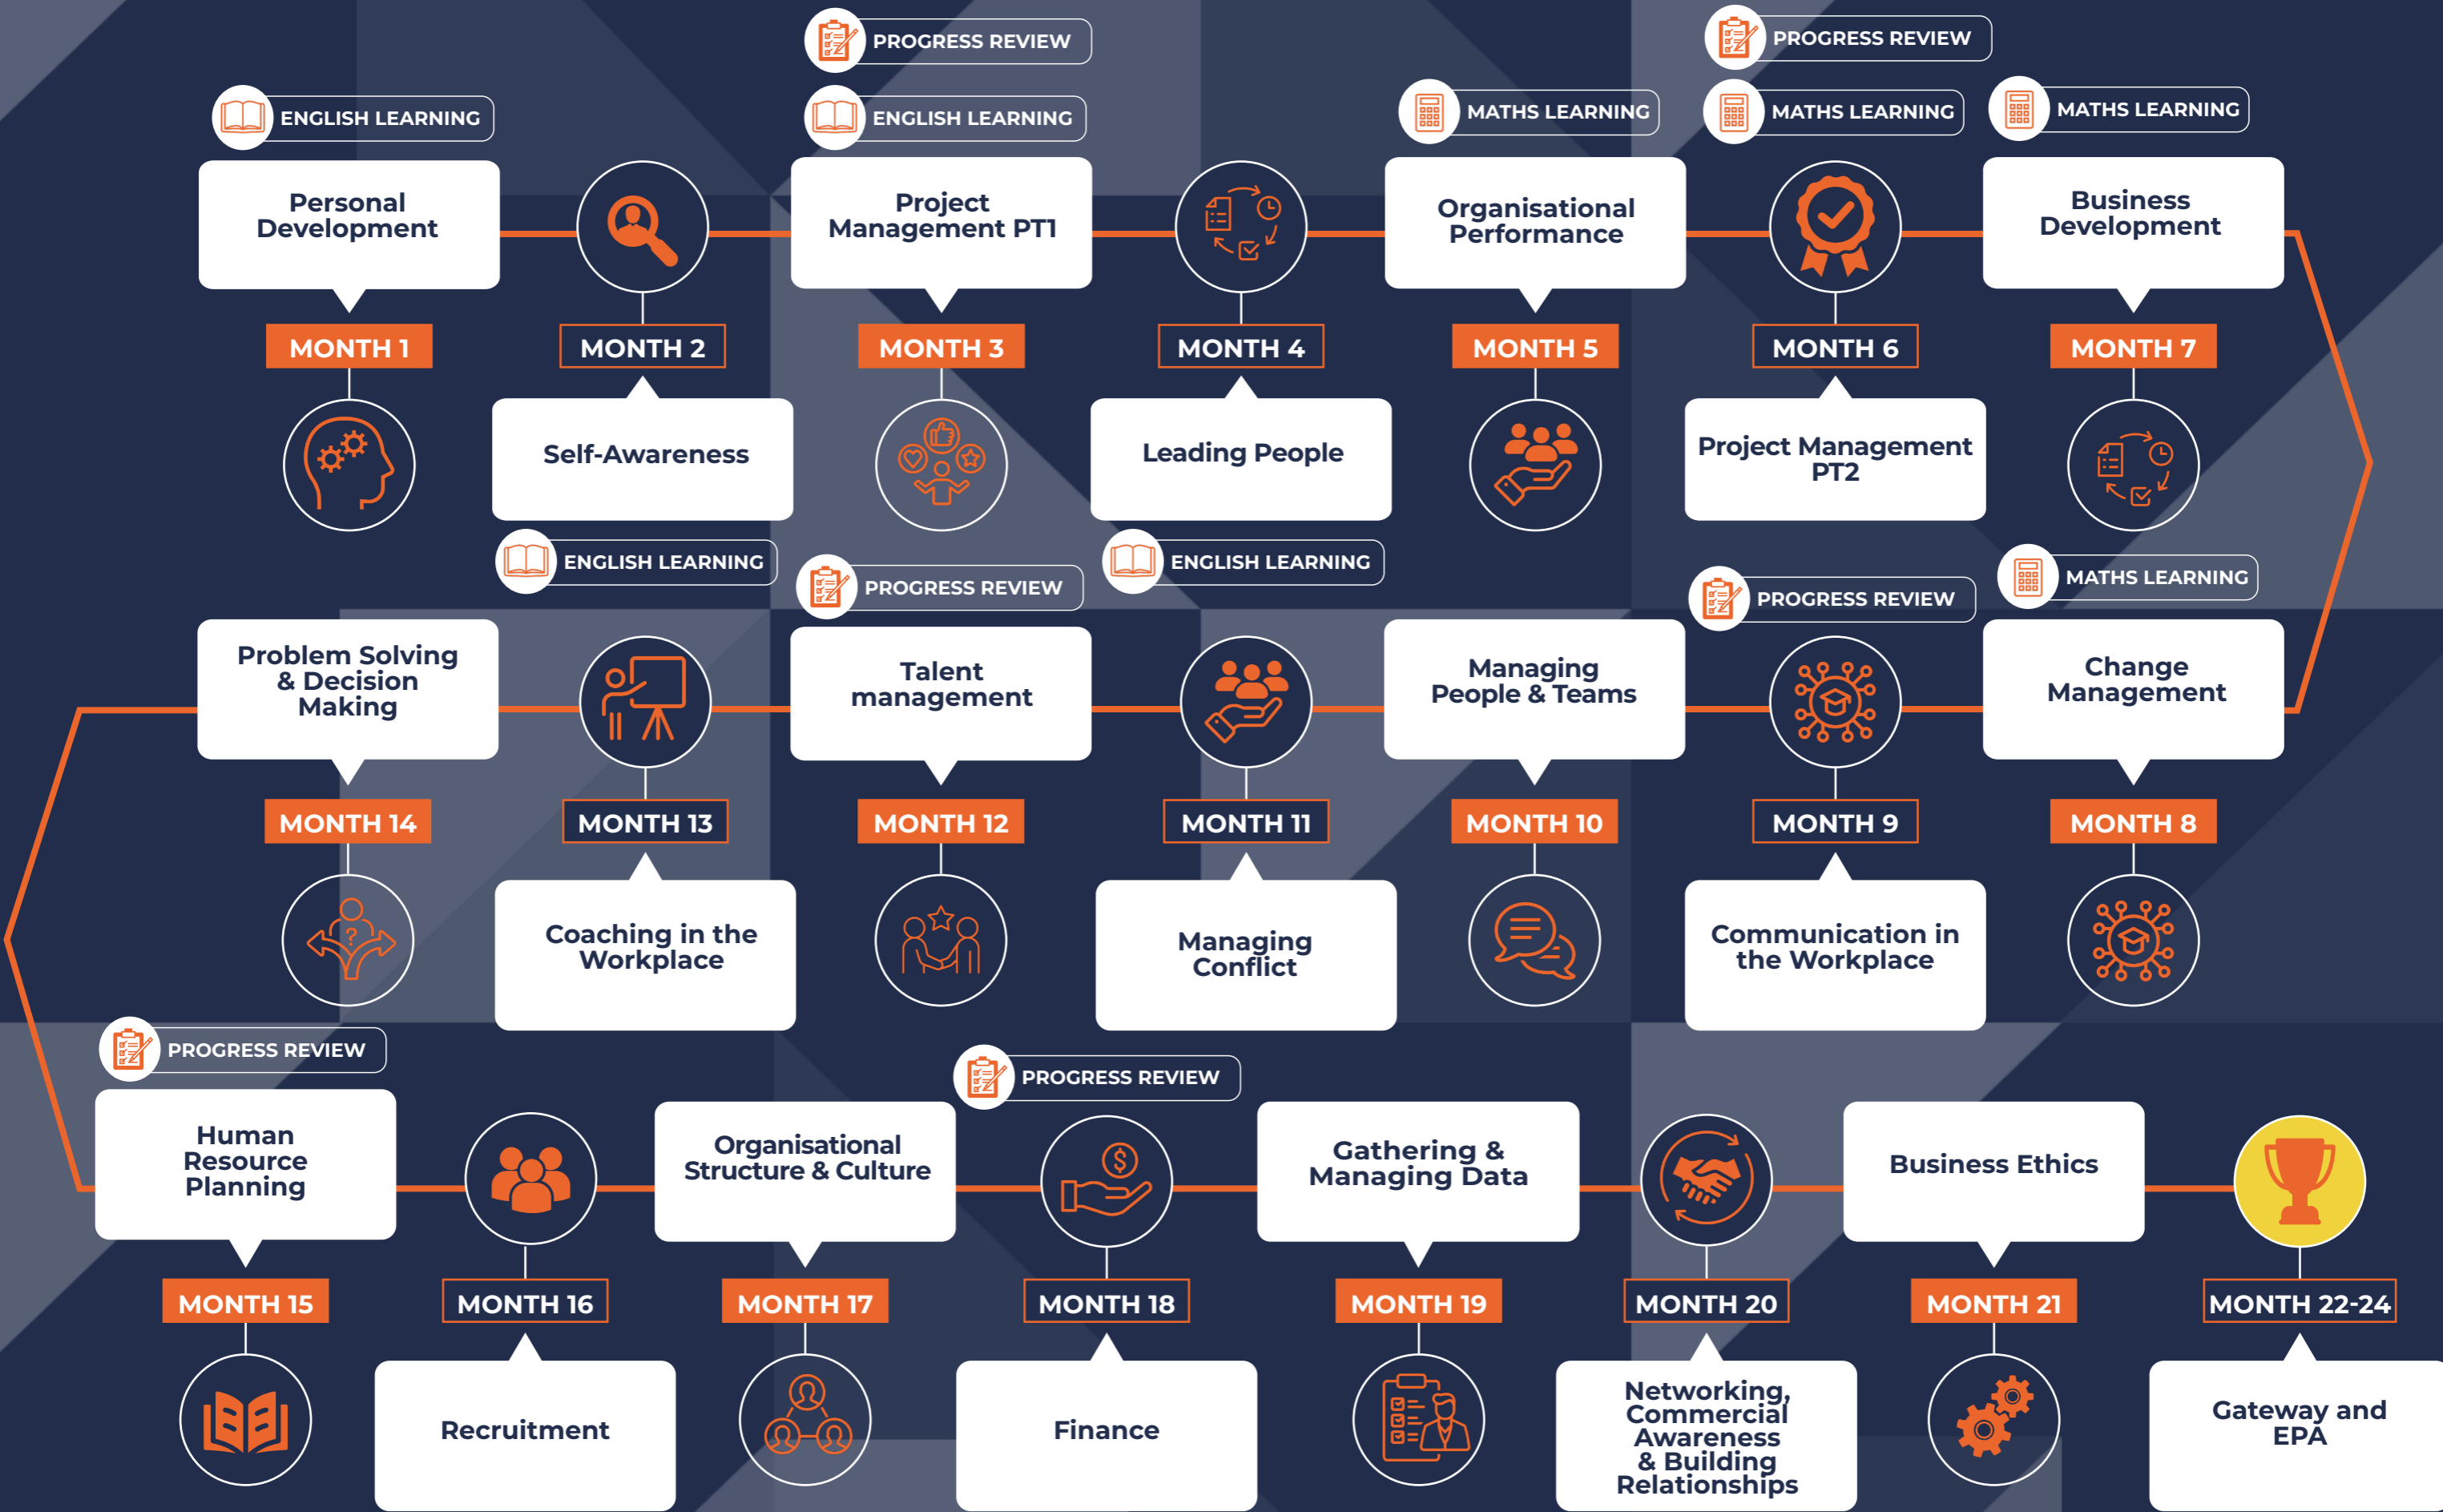 PROGRESS REVIEW
PROGRESS REVIEW
ENGLISH LEARNING
ENGLISH LEARNING
MATHS LEARNING
MATHS LEARNING
MATHS LEARNING
Personal
Development
MONTH 1
MONTH 2
Self-Awareness
ENGLISH LEARNING
Project
Management PT1
MONTH 3
MONTH 4
Leading People
ENGLISH LEARNING
Organisational
Performance
MONTH 5
MONTH 6
Project Management
PT2
Business
Development
MONTH 7
MATHS LEARNING
Change
Management
MONTH 8
PROGRESS REVIEW
MONTH 9
Communication in
the Workplace
Managing
People & Teams
MONTH 10
MONTH 11
Managing
Conflict
PROGRESS REVIEW
Talent
management
MONTH 12
MONTH 13
Coaching in the
Workplace
Problem Solving
& Decision
Making
MONTH 14
?
PROGRESS REVIEW
Human
Resource
Planning
MONTH 15
MONTH 16
Recruitment
Organisational
Structure & Culture
MONTH 17
PROGRESS REVIEW
$
MONTH 18
Finance
Gathering &
Managing Data
MONTH 19
MONTH 20
Networking,
Commercial
Awareness
& Building
Relationships
Business Ethics
MONTH 21
MONTH 22-24
Gateway and
EPA